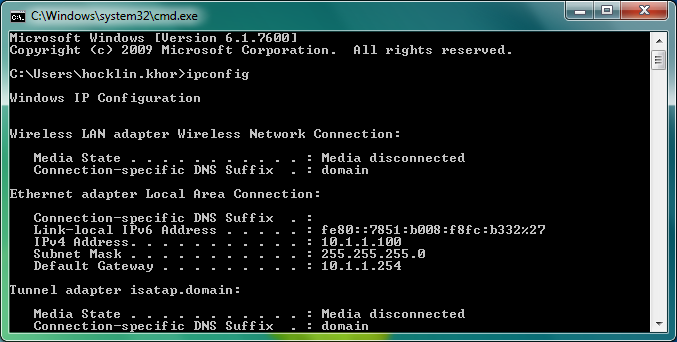 C:\Windows\system32\cmd.exe
Microsoft Windows [Version 6.1.7600]
Copyright (c) 2009 Microsoft Corporation.  All rights reserved.
C:\Users\hocklin.khor>ipconfig
Windows IP Configuration
Wireless LAN adapter Wireless Network Connection:
   Media State . . . . . . . . . . . : Media disconnected
   Connection-specific DNS Suffix  . : domain
Ethernet adapter Local Area Connection:
   Connection-specific DNS Suffix  . :
   Link-local IPv6 Address . . . . . : fe80::7851:b008:f8fc:b332%27
   IPv4 Address. . . . . . . . . . . : 10.1.1.100
   Subnet Mask . . . . . . . . . . . : 255.255.255.0
   Default Gateway . . . . . . . . . : 10.1.1.254
Tunnel adapter isatap.domain:
   Media State . . . . . . . . . . . : Media disconnected
   Connection-specific DNS Suffix  . : domain